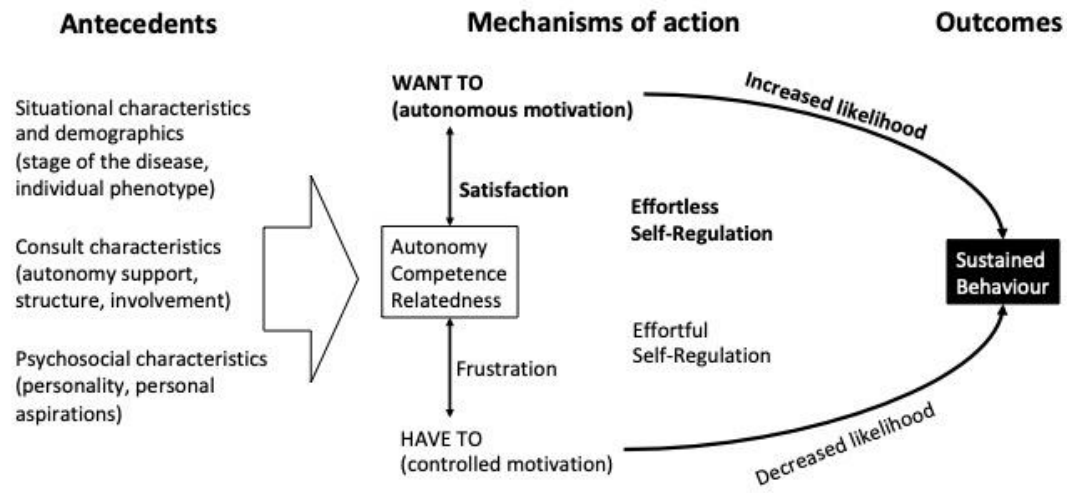 Antecedents
Mechanisms of action
Outcomes
Situational characteristics
and demographics
(stage of the disease,
individual phenotype)
Consult characteristics
(autonomy support,
structure, involvement)
Psychosocial characteristics
(personality, personal
aspirations)
WANT TO
(autonomous motivation)
Satisfaction
Autonomy
Competence
Relatedness
Frustration
HAVE TO
(controlled motivation)
Increased likelihood
Effortless
Self-Regulation
Effortful
Self-Regulation
Decreased likelihood
Sustained
Behaviour